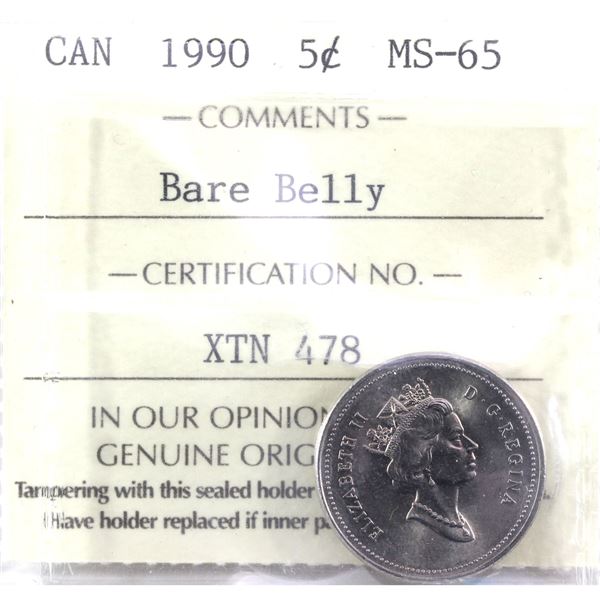 CAN 1990 5¢ MS-65
— COMMENTS —
Bare Belly
— CERTIFICATION NO. —
XTN 478
IN OUR OPINION
GENUINE ORIG
Tampering with this sealed holder
Have holder replaced if inner
ELIZABETH II D·G·REGINA